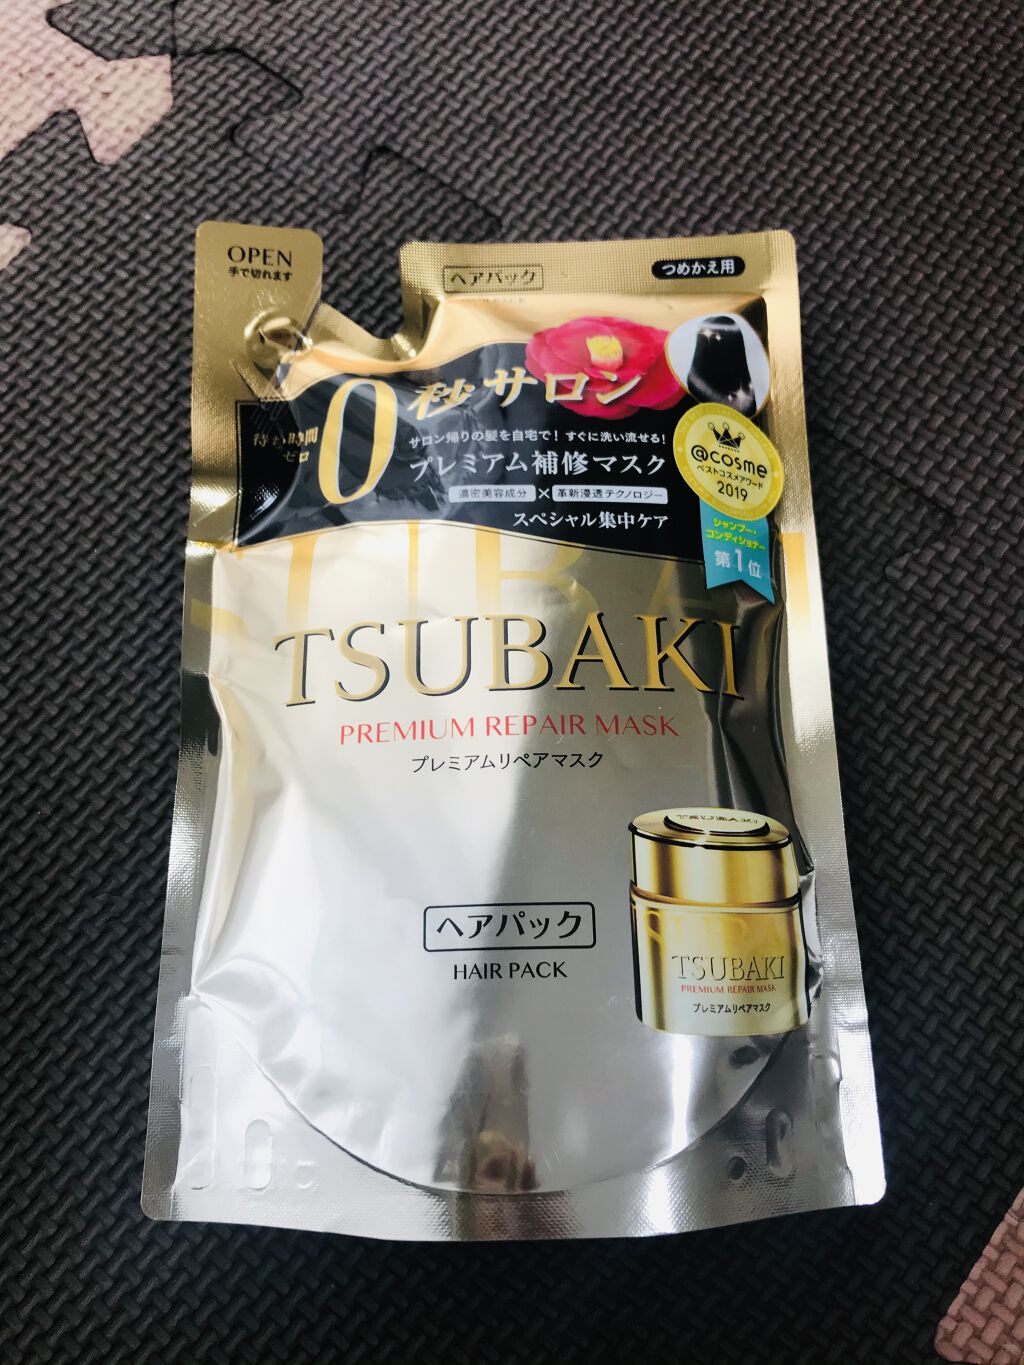 OPEN
手で切れます
ヘアパック
HAIR PACK
つめかえ用
待ち時間
ゼロ
0秒サロン
サロン帰りの髪を自宅で！すぐに洗い流せる！
プレミアム補修マスク
濃密美容成分×革新浸透テクノロジー
スペシャル集中ケア
@cosme
ベストコスメアワード
2019
シャンプー・
コンディショナー
第1位
TSUBAKI
PREMIUM REPAIR MASK
プレミアムリペアマスク
ヘアパック
HAIR PACK
TSUBAKI
TSUBAKI
PREMIUM REPAIR MASK
プレミアムリペアマスク